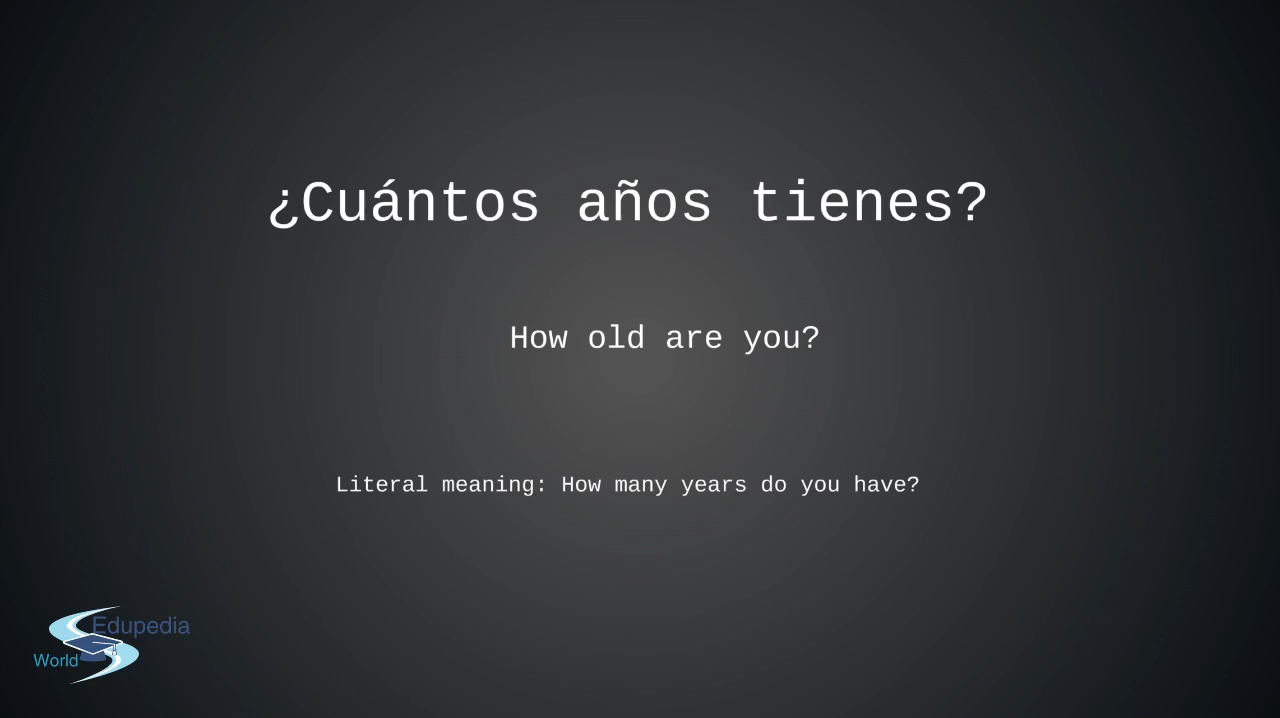 ¿Cuántos años tienes?
How old are you?
Literal meaning: How many years do you have?
Edupedia
World